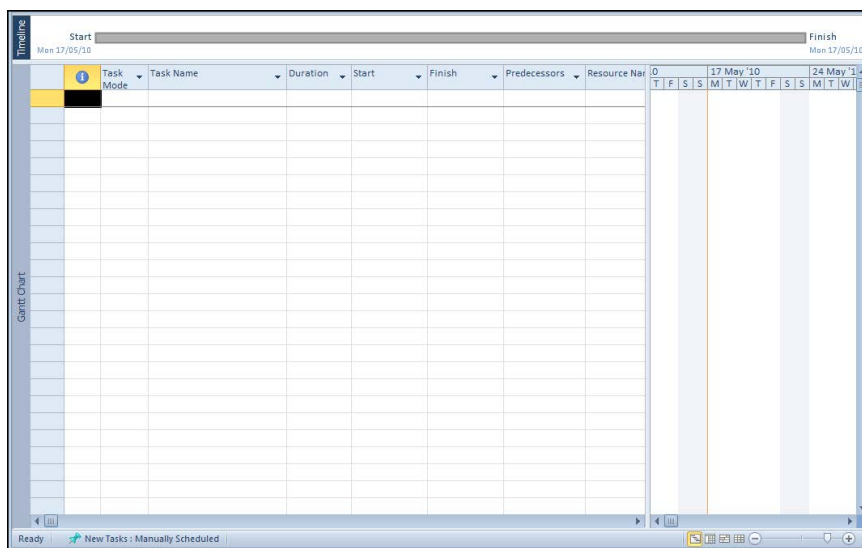 Timeline
Start
Finish
Mon 17/05/10
Mon 17/05/10
Task Mode
Task Name
Duration
Start
Finish
Predecessors
Resource Nar
.0
17 May '10
24 May '1
T F S S M T W T F S S M T W
Gantt Chart
Ready
New Tasks : Manually Scheduled